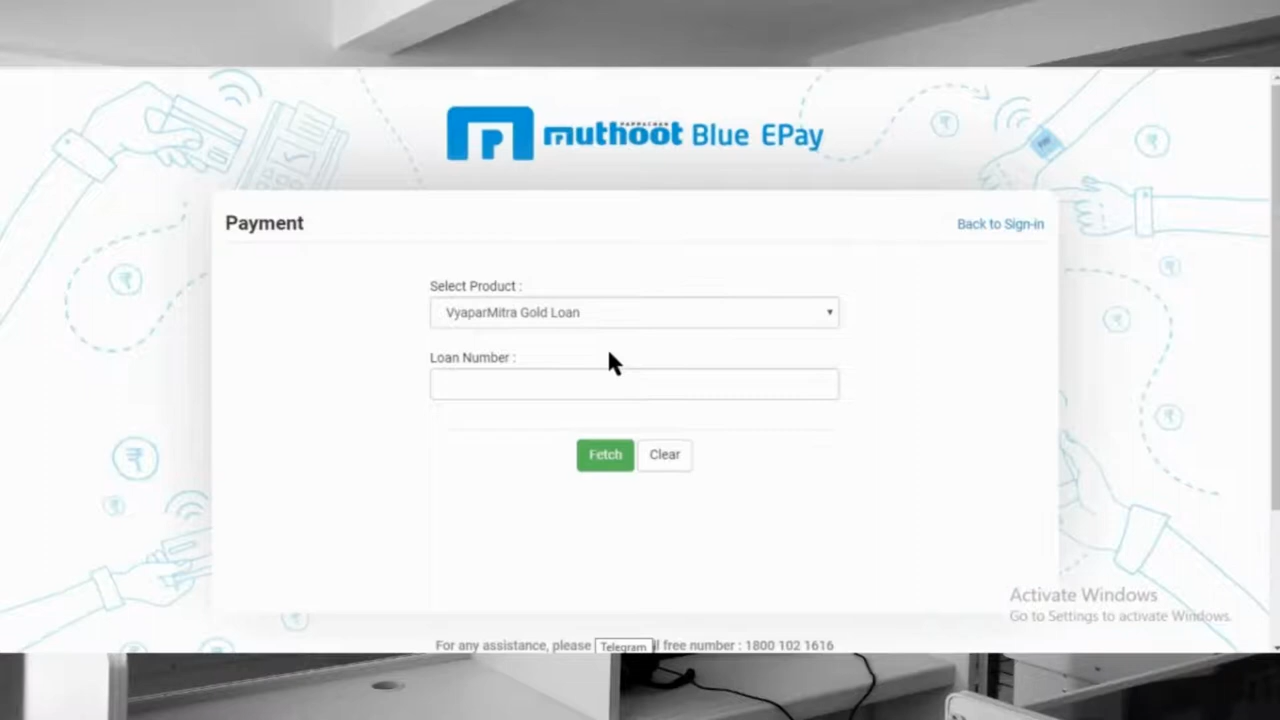 PAPPACHAN
muthoot Blue EPay
Payment
Back to Sign-in
Select Product :
VyaparMitra Gold Loan
Loan Number :
Fetch Clear
Activate Windows
Go to Settings to activate Windows.
For any assistance, please Telegram l free number : 1800 102 1616